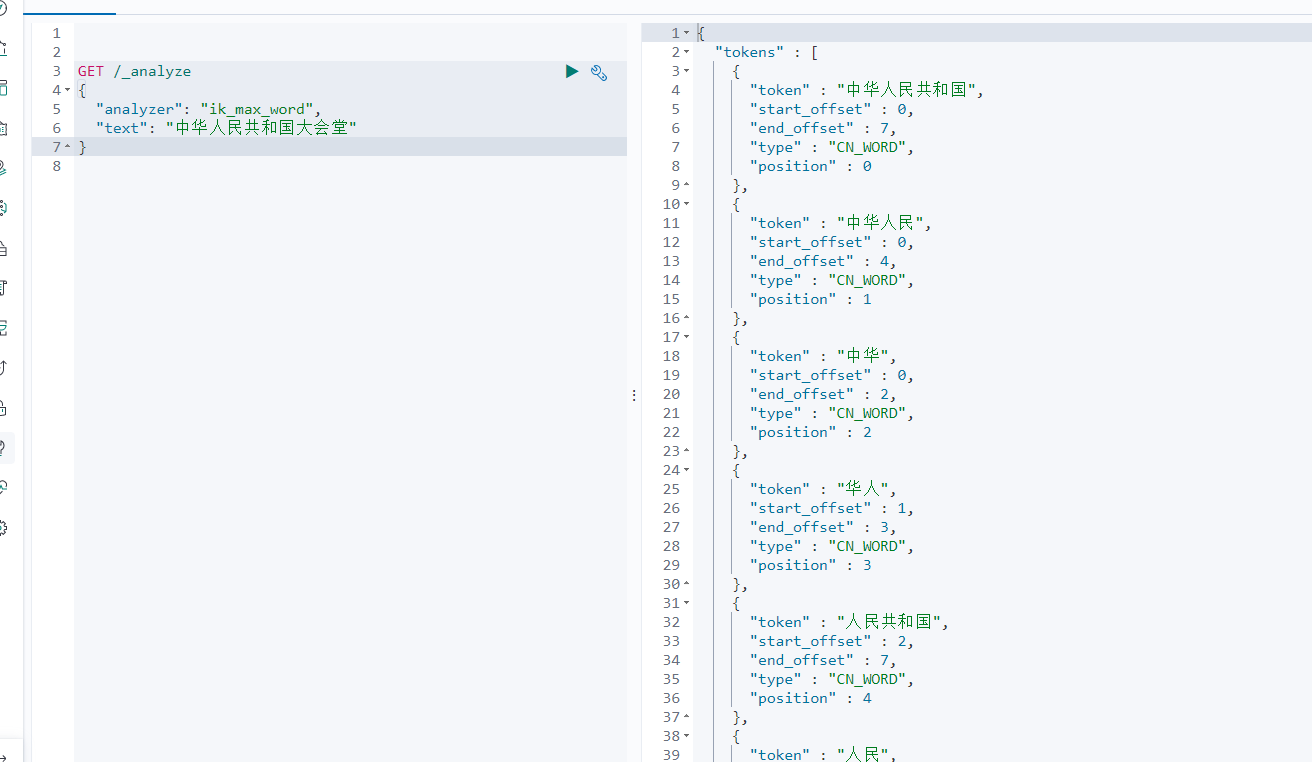 1
2
3 GET /_analyze
4 {
5 "analyzer": "ik_max_word",
6 "text": "中华人民共和国大会堂"
7 }
8
1 {
2 "tokens" : [
3 {
4 "token" : "中华人民共和国",
5 "start_offset" : 0,
6 "end_offset" : 7,
7 "type" : "CN_WORD",
8 "position" : 0
9 },
10 {
11 "token" : "中华人民",
12 "start_offset" : 0,
13 "end_offset" : 4,
14 "type" : "CN_WORD",
15 "position" : 1
16 },
17 {
18 "token" : "中华",
19 "start_offset" : 0,
20 "end_offset" : 2,
21 "type" : "CN_WORD",
22 "position" : 2
23 },
24 {
25 "token" : "华人",
26 "start_offset" : 1,
27 "end_offset" : 3,
28 "type" : "CN_WORD",
29 "position" : 3
30 },
31 {
32 "token" : "人民共和国",
33 "start_offset" : 2,
34 "end_offset" : 7,
35 "type" : "CN_WORD",
36 "position" : 4
37 },
38 {
39 "token" : "人民",